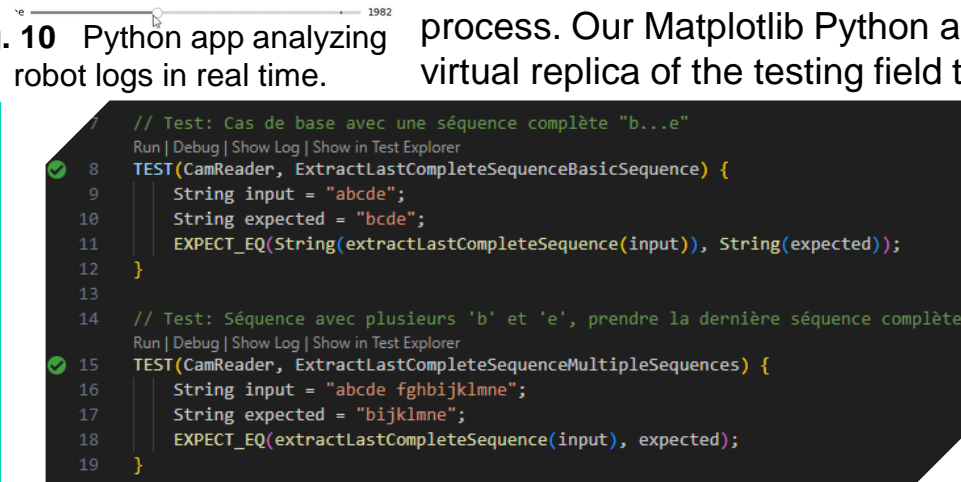 1982
. 10 Python app analyzing
robot logs in real time.
process. Our Matplotlib Python a
virtual replica of the testing field t
7 // Test: Cas de base avec une séquence complète "b...e"
Run | Debug | Show Log | Show in Test Explorer
8 TEST(CamReader, ExtractLastCompleteSequenceBasicSequence) {
9 String input = "abcde";
10 String expected = "bcde";
11 EXPECT_EQ(String(extractLastCompleteSequence(input)), String(expected));
12 }
13
14 // Test: Séquence avec plusieurs 'b' et 'e', prendre la dernière séquence complète
Run | Debug | Show Log | Show in Test Explorer
15 TEST(CamReader, ExtractLastCompleteSequenceMultipleSequences) {
16 String input = "abcde fghbijklmne";
17 String expected = "bijklmne";
18 EXPECT_EQ(extractLastCompleteSequence(input), expected);
19 }